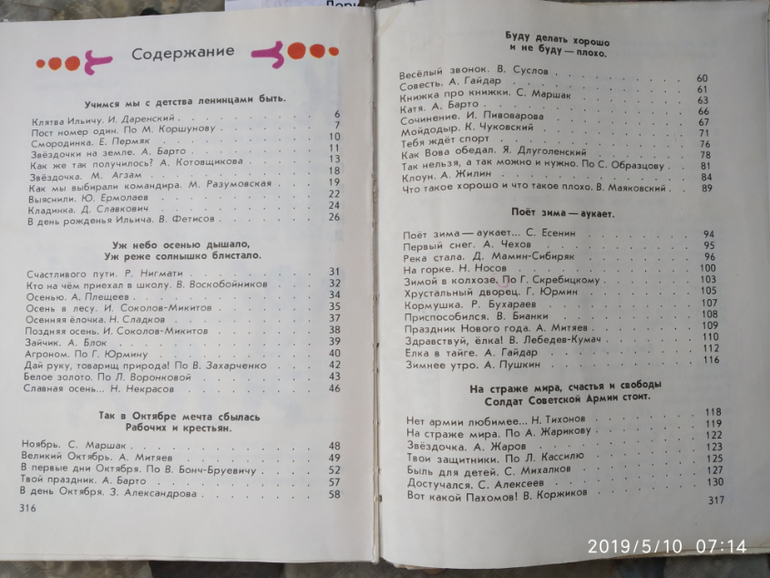 Содержание
Учимся мы с детства ленинцами быть.
Клятва Ильичу. И. Даренский . 6
Пост номер один. По М. Коршунову . 7
Смородинка. Е. Пермяк . 10
Звёздочки на земле. А. Барто . 11
Как же так получилось? А. Котовщикова . 13
Звёздочка. М. Агзам . 18
Как мы выбирали командира. М. Разумовская . 19
Выяснили. Ю. Ермолаев . 22
Кладинка. Д. Славкович . 24
В день рожденья Ильича. В. Фетисов . 26
Уж небо осенью дышало,
Уж реже солнышко блистало.
Счастливого пути. Р. Нигмати . 31
Кто на чём приехал в школу. В. Воскобойников . 32
Осенью. А. Плещеев . 34
Осень в лесу. И. Соколов-Микитов . 35
Осенняя ёлочка. Н. Сладков . 37
Поздняя осень. И. Соколов-Микитов . 38
Зайчик. А. Блок . 39
Агроном. По Г. Юрмину . 40
Дай руку, товарищ природа! По В. Захарченко . 42
Белое золото. По Л. Воронковой . 43
Славная осень... Н. Некрасов . 46
Так в Октябре мечта сбылась
Рабочих и крестьян.
Ноябрь. С. Маршак . 48
Великий Октябрь. А. Митяев . 49
В первые дни Октября. По В. Бонч-Бруевичу . 52
Твой праздник. А. Барто . 57
В день Октября. З. Александрова . 58
316
Буду делать хорошо
и не буду — плохо.
Весёлый звонок. В. Суслов . 60
Совесть. А. Гайдар . 61
Книжка про книжки. С. Маршак . 63
Катя. А. Барто . 66
Сочинение. И. Пивоварова . 67
Мойдодыр. К. Чуковский . 71
Тебя ждёт спорт . 76
Как Вова обедал. Я. Длуголенский . 78
Так нельзя, а так можно и нужно. По С. Образцову . 81
Клоун. А. Жилин . 84
Что такое хорошо и что такое плохо. В. Маяковский . 89
Поёт зима — аукает.
Поёт зима — аукает... С. Есенин . 94
Первый снег. А. Чехов . 95
Река стала. Д. Мамин-Сибиряк . 96
На горке. Н. Носов . 100
Зимой в колхозе. По Г. Скребицкому . 103
Хрустальный дворец. Г. Юрмин . 105
Кормушка. Р. Бухараев . 107
Приспособился. В. Бианки . 108
Праздник Нового года. А. Митяев . 109
Здравствуй, ёлка! В. Лебедев-Кумач . 110
Ёлка в тайге. А. Гайдар . 112
Зимнее утро. А. Пушкин . 116
На страже мира, счастья и свободы
Солдат Советской Армии стоит.
Нет армии любимее... Н. Тихонов . 118
На страже мира. По А. Жарикову . 119
Звёздочка. А. Жаров . 122
Твои защитники. По Л. Кассилю . 123
Быль для детей. С. Михалков . 125
Достучался. С. Алексеев . 127
Вот какой Пахомов! В. Коржиков . 130
317
2019/5/10 07:14